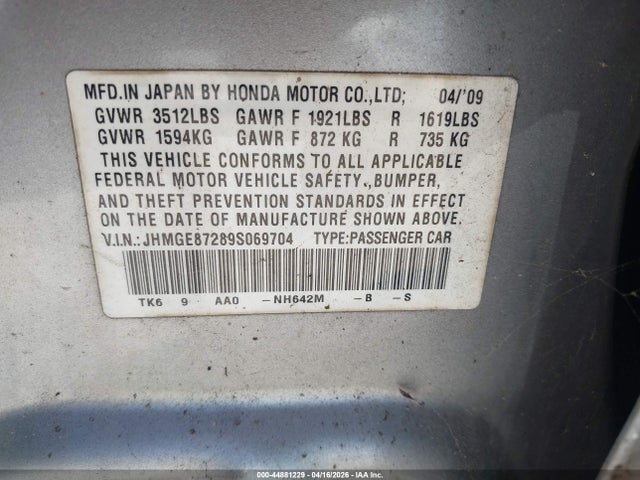 MFD.IN JAPAN BY HONDA MOTOR CO.,LTD; 04/'09
GVWR 3512LBS GAWR F 1921LBS R 1619LBS
GVWR 1594KG GAWR F 872 KG R 735 KG
THIS VEHICLE CONFORMS TO ALL APPLICABLE
FEDERAL MOTOR VEHICLE SAFETY.,BUMPER,
AND THEFT PREVENTION STANDARDS IN EFFECT
ON THE DATE OF MANUFACTURE SHOWN ABOVE.
V.I.N.: JHMGE87289S069704 TYPE:PASSENGER CAR
TK6 9 AA0 -NH642M -B -S
000-44881229 - 04/16/2026 - IAA Inc.